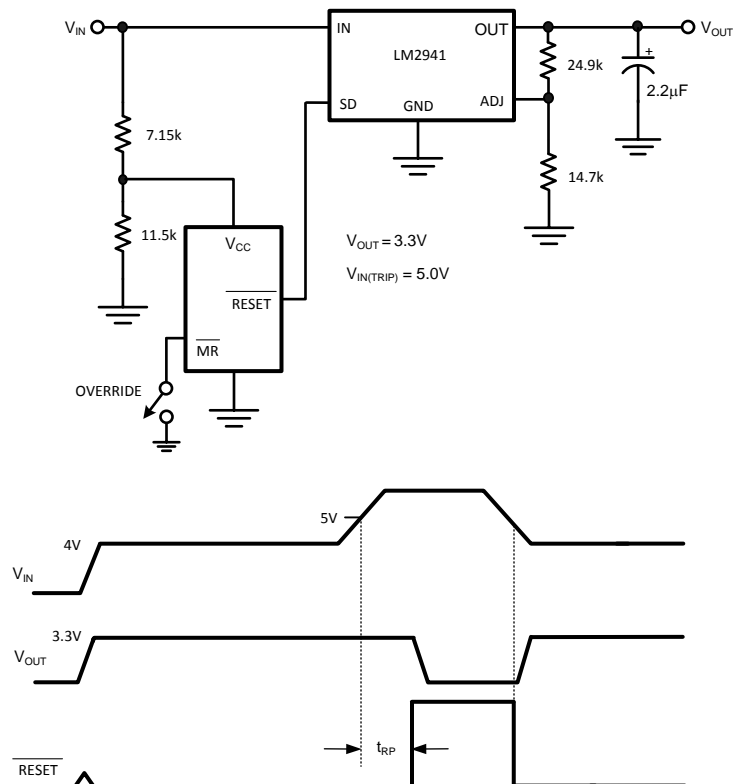 V_IN
IN
OUT
V_OUT
LM2941
24.9k
+
2.2µF
SD
GND
ADJ
7.15k
14.7k
11.5k
V_CC
V_OUT = 3.3V
V_IN(TRIP) = 5.0V
RESET
MR
OVERRIDE
5V
4V
V_IN
3.3V
V_OUT
t_RP
RESET